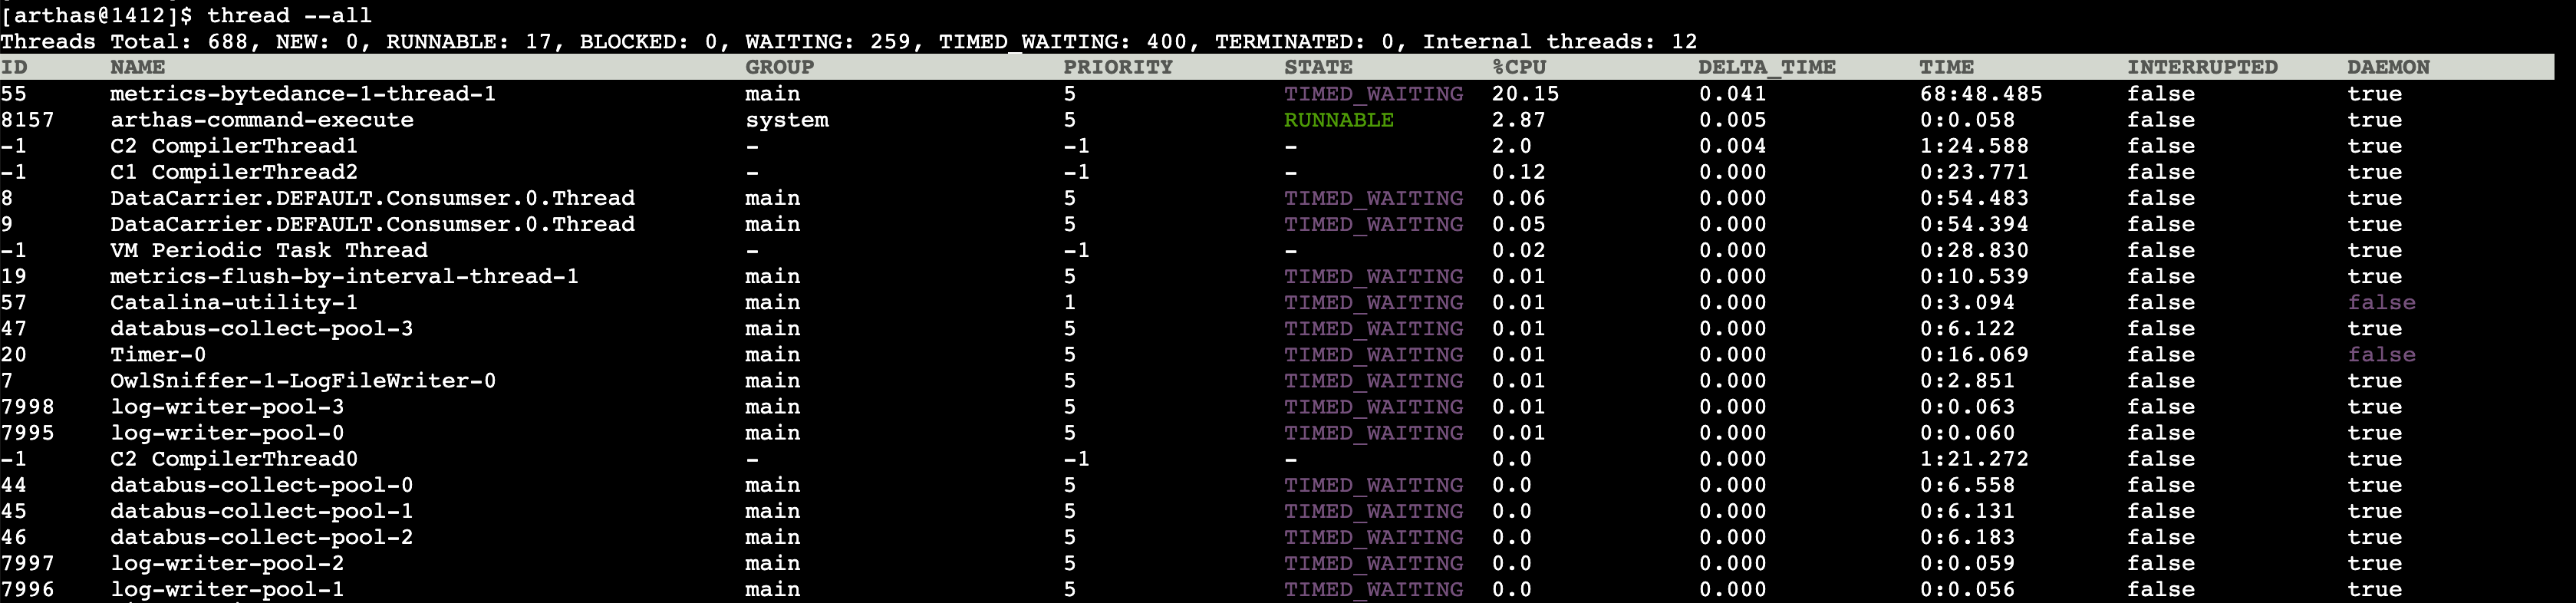 [arthas@1412]$ thread --all
Threads Total: 688, NEW: 0, RUNNABLE: 17, BLOCKED: 0, WAITING: 259, TIMED_WAITING: 400, TERMINATED: 0, Internal threads: 12
ID NAME GROUP PRIORITY STATE %CPU DELTA_TIME TIME INTERRUPTED DAEMON
55 metrics-bytedance-1-thread-1 main 5 TIMED_WAITING 20.15 0.041 68:48.485 false true
8157 arthas-command-execute system 5 RUNNABLE 2.87 0.005 0:0.058 false true
-1 C2 CompilerThread1 - -1 - 2.0 0.004 1:24.588 false true
-1 C1 CompilerThread2 - -1 - 0.12 0.000 0:23.771 false true
8 DataCarrier.DEFAULT.Consumser.0.Thread main 5 TIMED_WAITING 0.06 0.000 0:54.483 false true
9 DataCarrier.DEFAULT.Consumser.0.Thread main 5 TIMED_WAITING 0.05 0.000 0:54.394 false true
-1 VM Periodic Task Thread - -1 - 0.02 0.000 0:28.830 false true
19 metrics-flush-by-interval-thread-1 main 5 TIMED_WAITING 0.01 0.000 0:10.539 false true
57 Catalina-utility-1 main 1 TIMED_WAITING 0.01 0.000 0:3.094 false false
47 databus-collect-pool-3 main 5 TIMED_WAITING 0.01 0.000 0:6.122 false true
20 Timer-0 main 5 TIMED_WAITING 0.01 0.000 0:16.069 false false
7 OwlSniffer-1-LogFileWriter-0 main 5 TIMED_WAITING 0.01 0.000 0:2.851 false true
7998 log-writer-pool-3 main 5 TIMED_WAITING 0.01 0.000 0:0.063 false true
7995 log-writer-pool-0 main 5 TIMED_WAITING 0.01 0.000 0:0.060 false true
-1 C2 CompilerThread0 - -1 - 0.0 0.000 1:21.272 false true
44 databus-collect-pool-0 main 5 TIMED_WAITING 0.0 0.000 0:6.558 false true
45 databus-collect-pool-1 main 5 TIMED_WAITING 0.0 0.000 0:6.131 false true
46 databus-collect-pool-2 main 5 TIMED_WAITING 0.0 0.000 0:6.183 false true
7997 log-writer-pool-2 main 5 TIMED_WAITING 0.0 0.000 0:0.059 false true
7996 log-writer-pool-1 main 5 TIMED_WAITING 0.0 0.000 0:0.056 false true